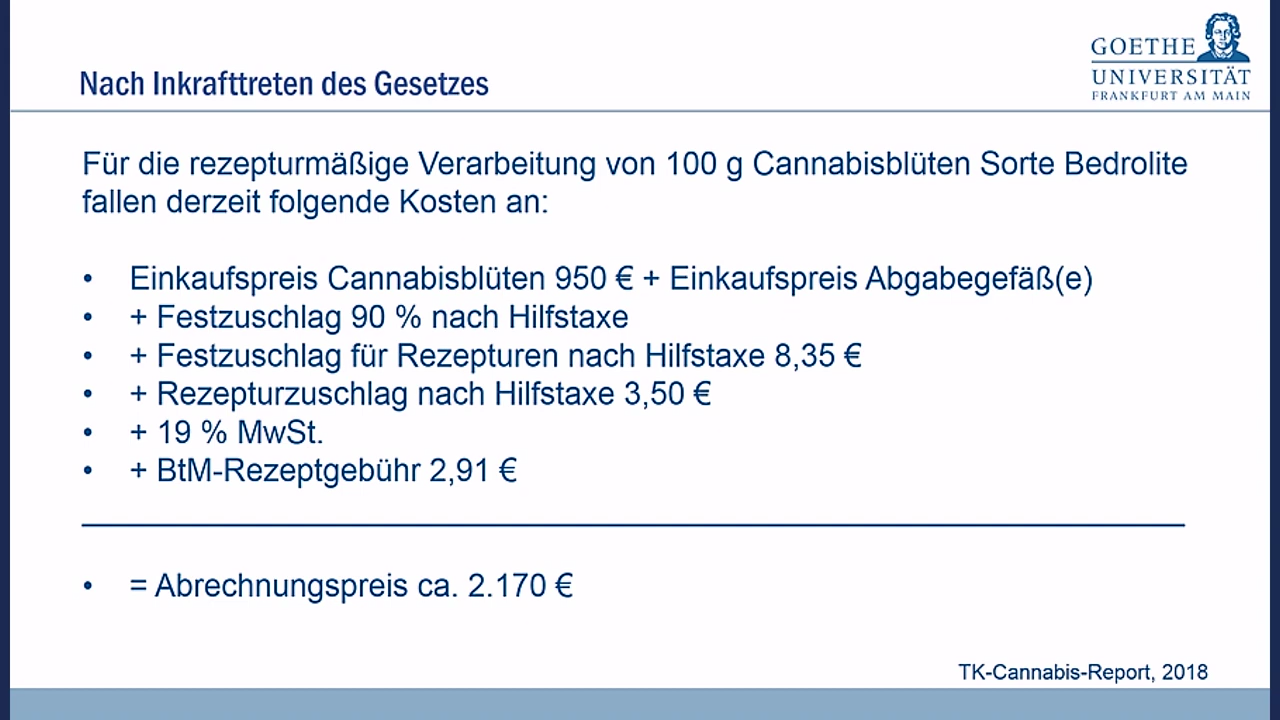 GOETHE
UNIVERSITÄT
FRANKFURT AM MAIN
Nach Inkrafttreten des Gesetzes
Für die rezepturmäßige Verarbeitung von 100 g Cannabisblüten Sorte Bedrolite
fallen derzeit folgende Kosten an:
• Einkaufspreis Cannabisblüten 950 € + Einkaufspreis Abgabegefäß(e)
• + Festzuschlag 90 % nach Hilfstaxe
• + Festzuschlag für Rezepturen nach Hilfstaxe 8,35 €
• + Rezepturzuschlag nach Hilfstaxe 3,50 €
• + 19 % MwSt.
• + BtM-Rezeptgebühr 2,91 €
• = Abrechnungspreis ca. 2.170 €
TK-Cannabis-Report, 2018